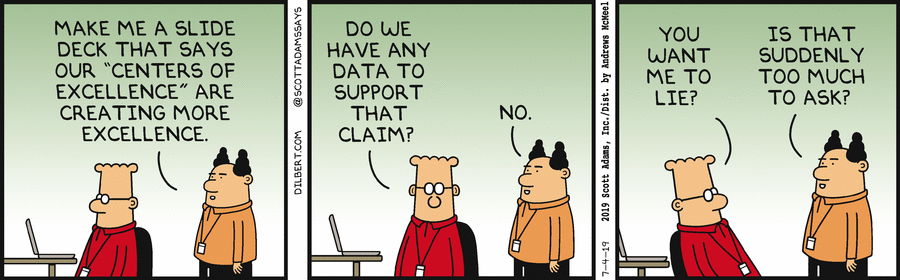 MAKE ME A SLIDE
DECK THAT SAYS
OUR "CENTERS OF
EXCELLENCE" ARE
CREATING MORE
EXCELLENCE.
DILBERT.COM @SCOTTADAMSSAYS
DO WE
HAVE ANY
DATA TO
SUPPORT
THAT
CLAIM?
NO.
7-4-19 2019 Scott Adams, Inc./Dist. by Andrews McMeel
YOU
WANT
ME TO
LIE?
IS THAT
SUDDENLY
TOO MUCH
TO ASK?